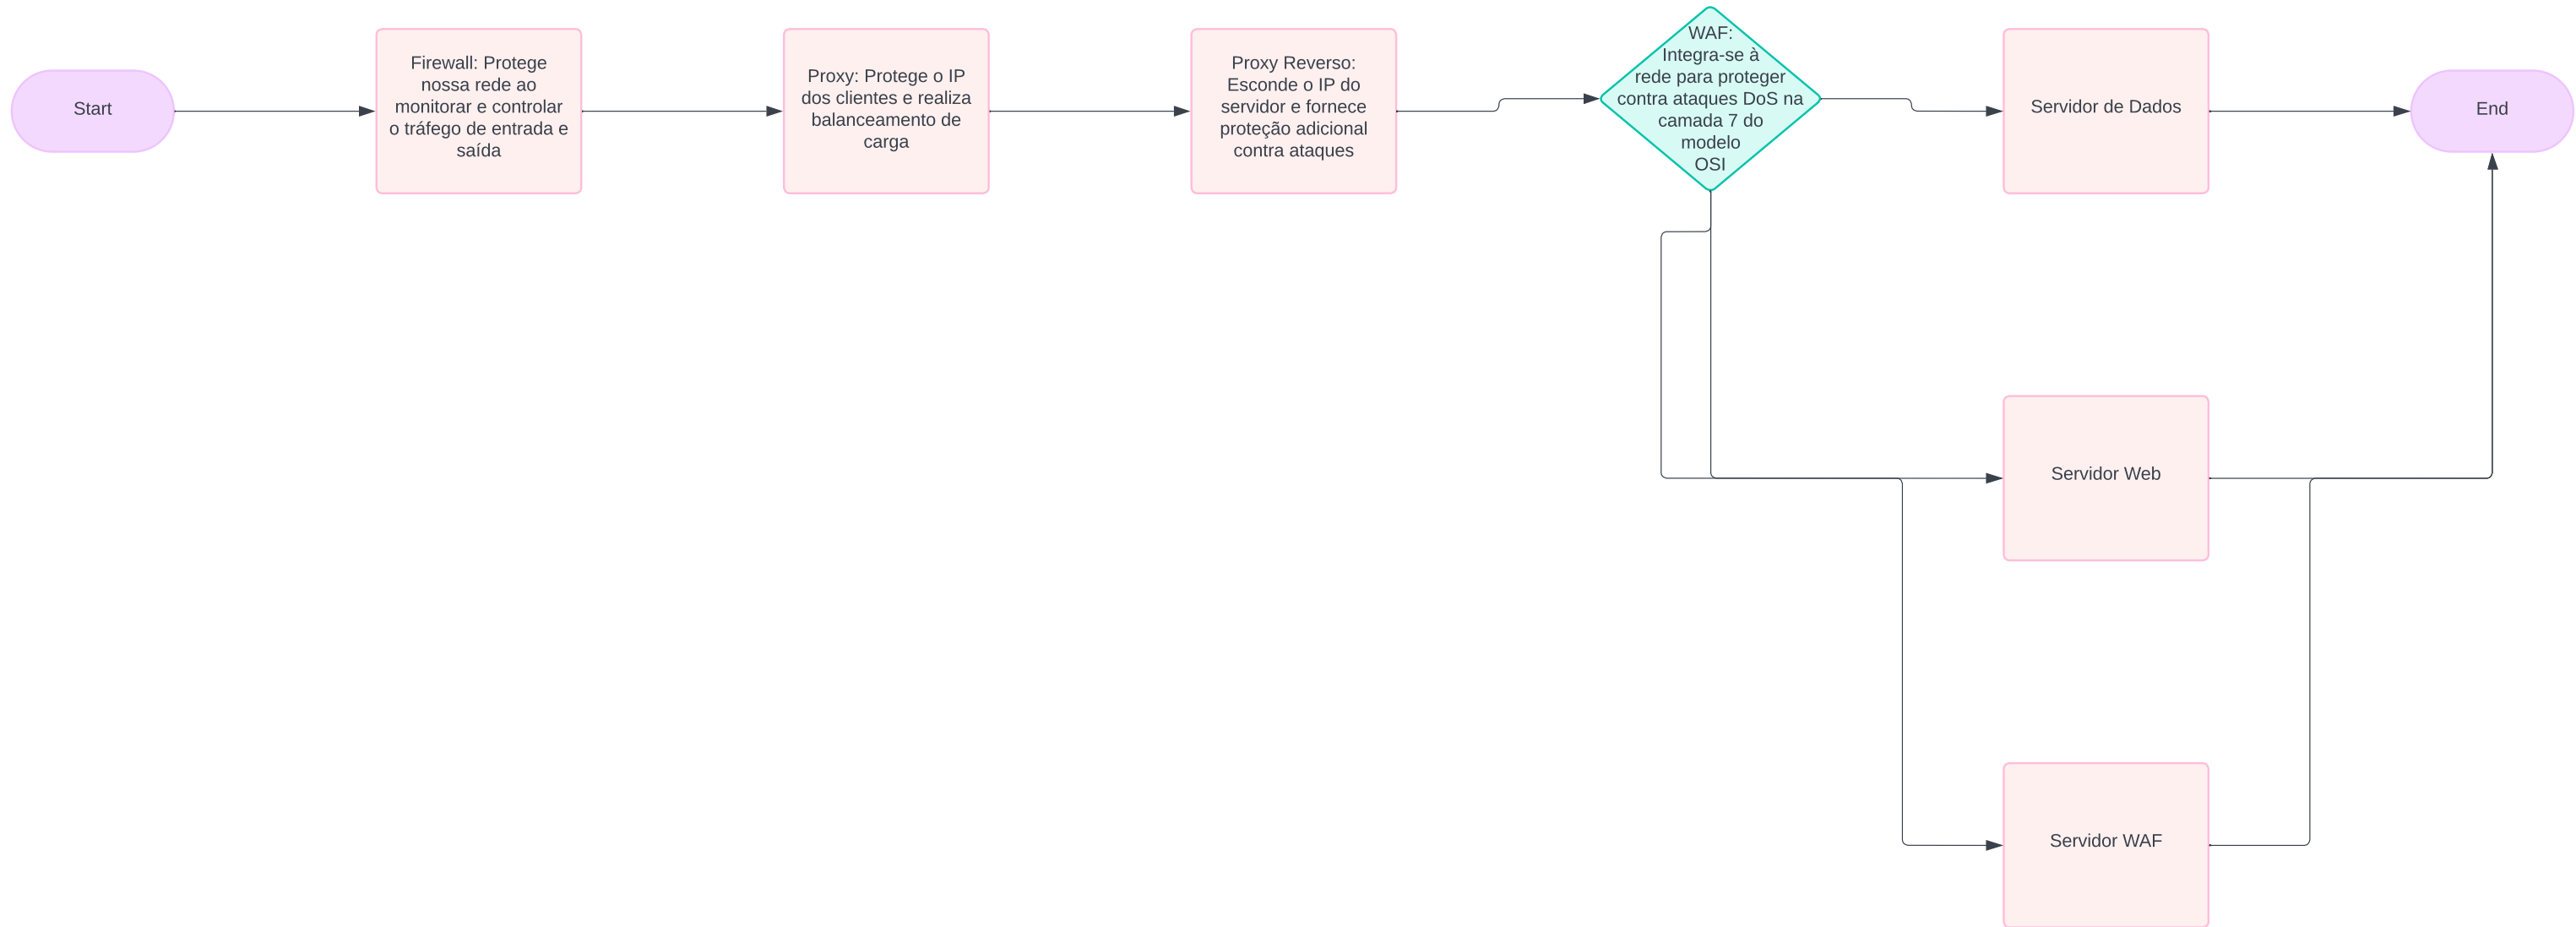 Start
Firewall: Protege
nossa rede ao
monitorar e controlar
o tráfego de entrada e
saída
Proxy: Protege o IP
dos clientes e realiza
balanceamento de
carga
Proxy Reverso:
Esconde o IP do
servidor e fornece
proteção adicional
contra ataques
WAF:
Integra-se à
rede para proteger
contra ataques DoS na
camada 7 do
modelo
OSI
Servidor de Dados
End
Servidor Web
Servidor WAF